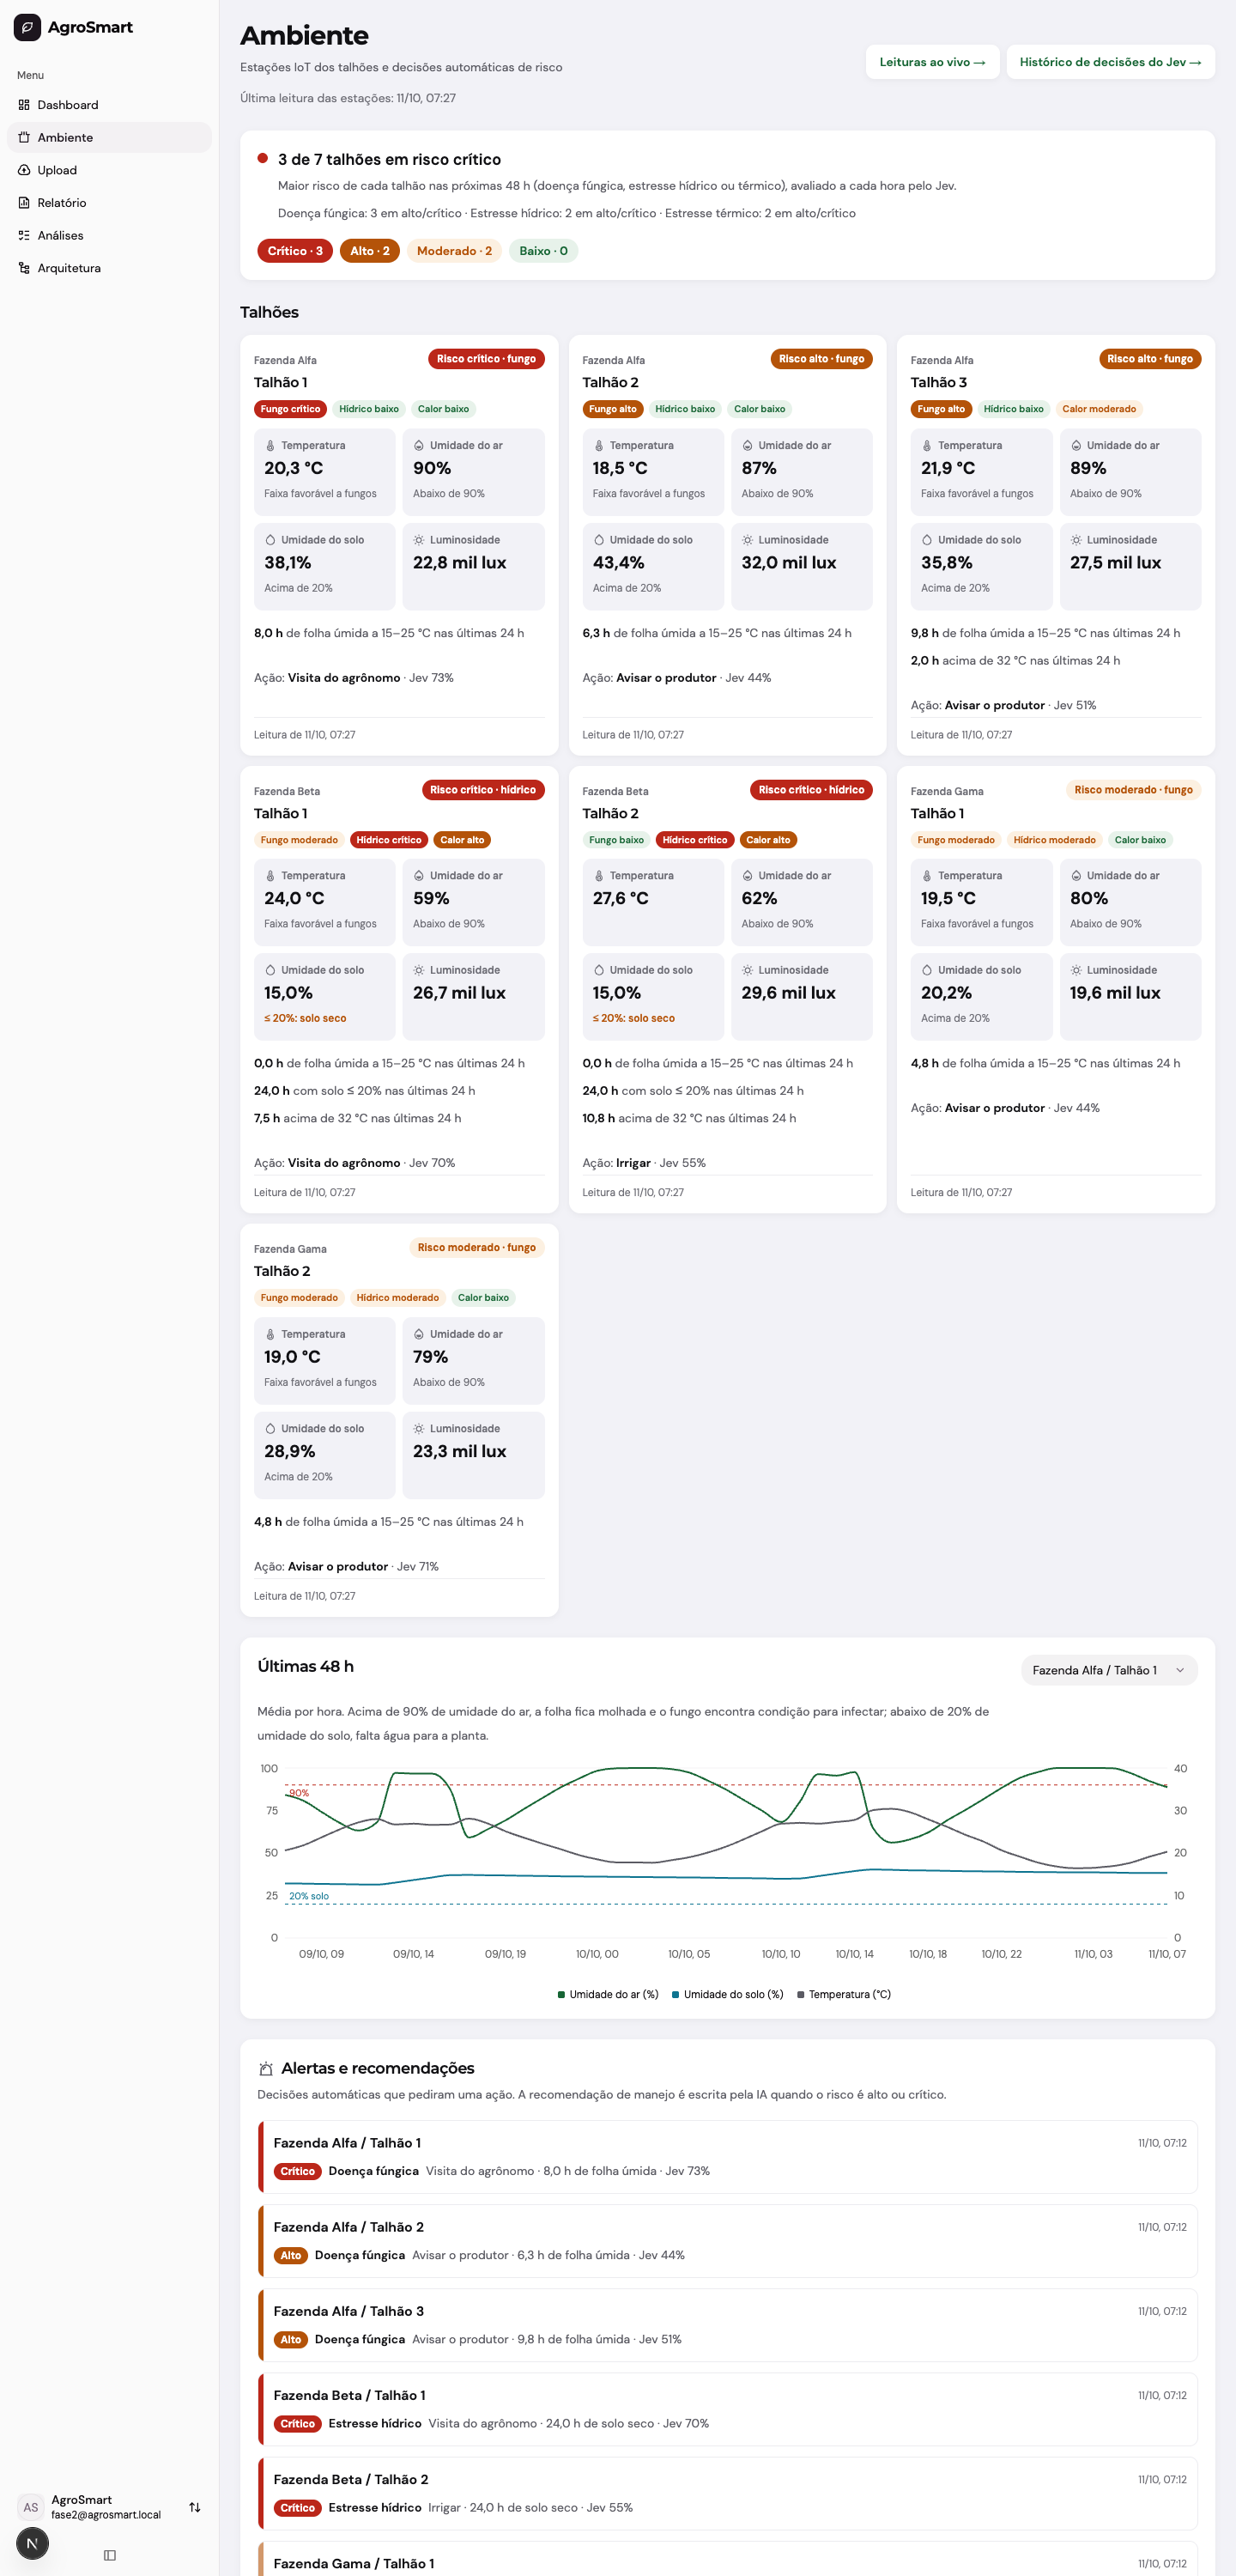 AgroSmart
Menu
Dashboard
Ambiente
Upload
Relatório
Análises
Arquitetura
Ambiente
Estações IoT dos talhões e decisões automáticas de risco
Última leitura das estações: 11/10, 07:27
Leituras ao vivo →
Histórico de decisões do Jev →
3 de 7 talhões em risco crítico
Maior risco de cada talhão nas próximas 48 h (doença fúngica, estresse hídrico ou térmico), avaliado a cada hora pelo Jev.
Doença fúngica: 3 em alto/crítico · Estresse hídrico: 2 em alto/crítico · Estresse térmico: 2 em alto/crítico
Crítico · 3 Alto · 2 Moderado · 2 Baixo · 0
Talhões
Fazenda Alfa
Risco crítico · fungo
Talhão 1
Fungo crítico Hídrico baixo Calor baixo
Temperatura
20,3 °C
Faixa favorável a fungos
Umidade do ar
90%
Abaixo de 90%
Umidade do solo
38,1%
Acima de 20%
Luminosidade
22,8 mil lux
8,0 h de folha úmida a 15–25 °C nas últimas 24 h
Ação: Visita do agrônomo · Jev 73%
Leitura de 11/10, 07:27
Fazenda Alfa
Risco alto · fungo
Talhão 2
Fungo alto Hídrico baixo Calor baixo
Temperatura
18,5 °C
Faixa favorável a fungos
Umidade do ar
87%
Abaixo de 90%
Umidade do solo
43,4%
Acima de 20%
Luminosidade
32,0 mil lux
6,3 h de folha úmida a 15–25 °C nas últimas 24 h
Ação: Avisar o produtor · Jev 44%
Leitura de 11/10, 07:27
Fazenda Alfa
Risco alto · fungo
Talhão 3
Fungo alto Hídrico baixo Calor moderado
Temperatura
21,9 °C
Faixa favorável a fungos
Umidade do ar
89%
Abaixo de 90%
Umidade do solo
35,8%
Acima de 20%
Luminosidade
27,5 mil lux
9,8 h de folha úmida a 15–25 °C nas últimas 24 h
2,0 h acima de 32 °C nas últimas 24 h
Ação: Avisar o produtor · Jev 51%
Leitura de 11/10, 07:27
Fazenda Beta
Risco crítico · hídrico
Talhão 1
Fungo moderado Hídrico crítico Calor alto
Temperatura
24,0 °C
Faixa favorável a fungos
Umidade do ar
59%
Abaixo de 90%
Umidade do solo
15,0%
≤ 20%: solo seco
Luminosidade
26,7 mil lux
0,0 h de folha úmida a 15–25 °C nas últimas 24 h
24,0 h com solo ≤ 20% nas últimas 24 h
7,5 h acima de 32 °C nas últimas 24 h
Ação: Visita do agrônomo · Jev 70%
Leitura de 11/10, 07:27
Fazenda Beta
Risco crítico · hídrico
Talhão 2
Fungo baixo Hídrico crítico Calor alto
Temperatura
27,6 °C
Umidade do ar
62%
Abaixo de 90%
Umidade do solo
15,0%
≤ 20%: solo seco
Luminosidade
29,6 mil lux
0,0 h de folha úmida a 15–25 °C nas últimas 24 h
24,0 h com solo ≤ 20% nas últimas 24 h
10,8 h acima de 32 °C nas últimas 24 h
Ação: Irrigar · Jev 55%
Leitura de 11/10, 07:27
Fazenda Gama
Risco moderado · fungo
Talhão 1
Fungo moderado Hídrico moderado Calor baixo
Temperatura
19,5 °C
Faixa favorável a fungos
Umidade do ar
80%
Abaixo de 90%
Umidade do solo
20,2%
Acima de 20%
Luminosidade
19,6 mil lux
4,8 h de folha úmida a 15–25 °C nas últimas 24 h
Ação: Avisar o produtor · Jev 44%
Leitura de 11/10, 07:27
Fazenda Gama
Risco moderado · fungo
Talhão 2
Fungo moderado Hídrico moderado Calor baixo
Temperatura
19,0 °C
Faixa favorável a fungos
Umidade do ar
79%
Abaixo de 90%
Umidade do solo
28,9%
Acima de 20%
Luminosidade
23,3 mil lux
4,8 h de folha úmida a 15–25 °C nas últimas 24 h
Ação: Avisar o produtor · Jev 71%
Leitura de 11/10, 07:27
Últimas 48 h
Fazenda Alfa / Talhão 1
Média por hora. Acima de 90% de umidade do ar, a folha fica molhada e o fungo encontra condição para infectar; abaixo de 20% de
umidade do solo, falta água para a planta.
100
75
50
25
0
90%
20% solo
40
30
20
10
0
09/10, 09 09/10, 14 09/10, 19 10/10, 00 10/10, 05 10/10, 10 10/10, 14 10/10, 18 10/10, 22 11/10, 03 11/10, 07
Umidade do ar (%) Umidade do solo (%) Temperatura (°C)
Alertas e recomendações
Decisões automáticas que pediram uma ação. A recomendação de manejo é escrita pela IA quando o risco é alto ou crítico.
Fazenda Alfa / Talhão 1
11/10, 07:12
Crítico Doença fúngica Visita do agrônomo · 8,0 h de folha úmida · Jev 73%
Fazenda Alfa / Talhão 2
11/10, 07:12
Alto Doença fúngica Avisar o produtor · 6,3 h de folha úmida · Jev 44%
Fazenda Alfa / Talhão 3
11/10, 07:12
Alto Doença fúngica Avisar o produtor · 9,8 h de folha úmida · Jev 51%
Fazenda Beta / Talhão 1
11/10, 07:12
Crítico Estresse hídrico Visita do agrônomo · 24,0 h de solo seco · Jev 70%
Fazenda Beta / Talhão 2
11/10, 07:12
Crítico Estresse hídrico Irrigar · 24,0 h de solo seco · Jev 55%
Fazenda Gama / Talhão 1
11/10, 07:12
AS
AgroSmart
fase2@agrosmart.local
N